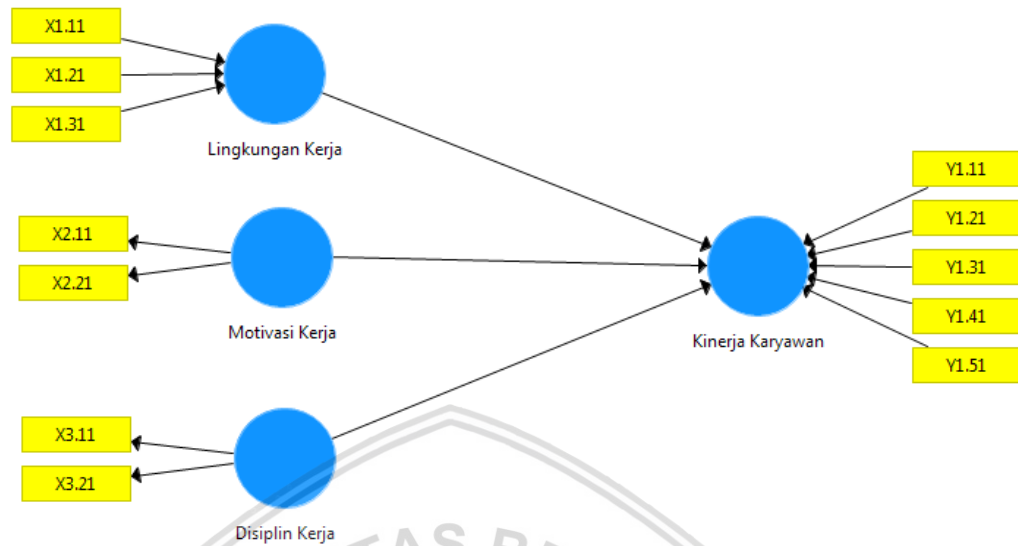 X1.11
X1.21
X1.31
Lingkungan Kerja
X2.11
X2.21
Motivasi Kerja
X3.11
X3.21
Disiplin Kerja
Y1.11
Y1.21
Y1.31
Y1.41
Y1.51
Kinerja Karyawan